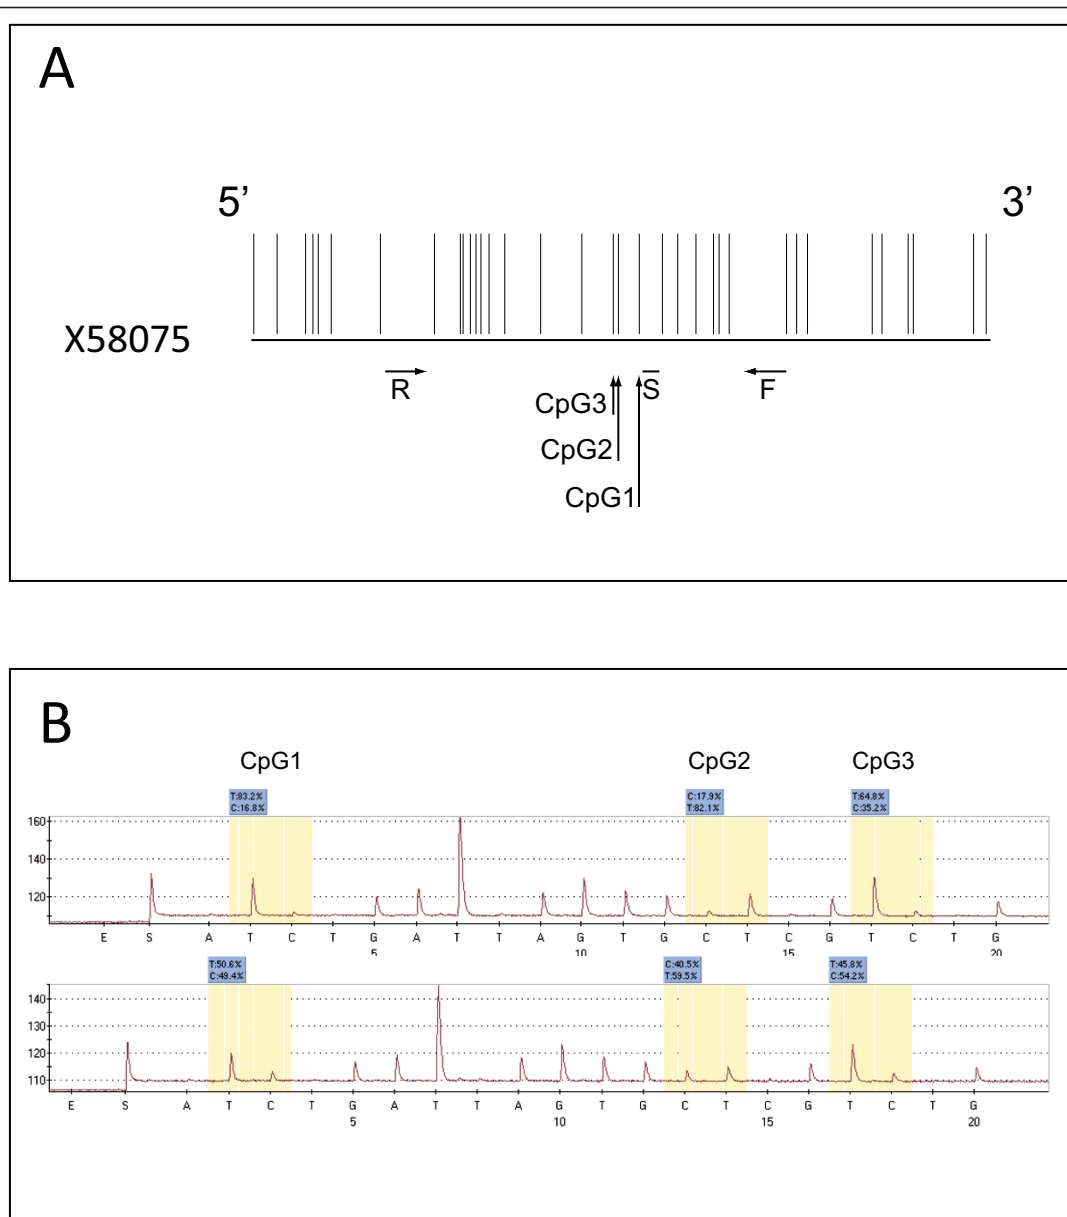 A
5’ 3’
X58075
R S F
CpG3
CpG2
CpG1
B
CpG1 CpG2 CpG3
T:83.2% C:17.9% T:64.8%
C:16.8% T:82.1% C:35.2%
160
140
120
E S A T C T G A T T A G T G C T C G T C T G
5 10 15 20
T:50.6% C:40.5% T:45.8%
C:49.4% T:59.5% C:54.2%
140
130
120
110
E S A T C T G A T T A G T G C T C G T C T G
5 10 15 20